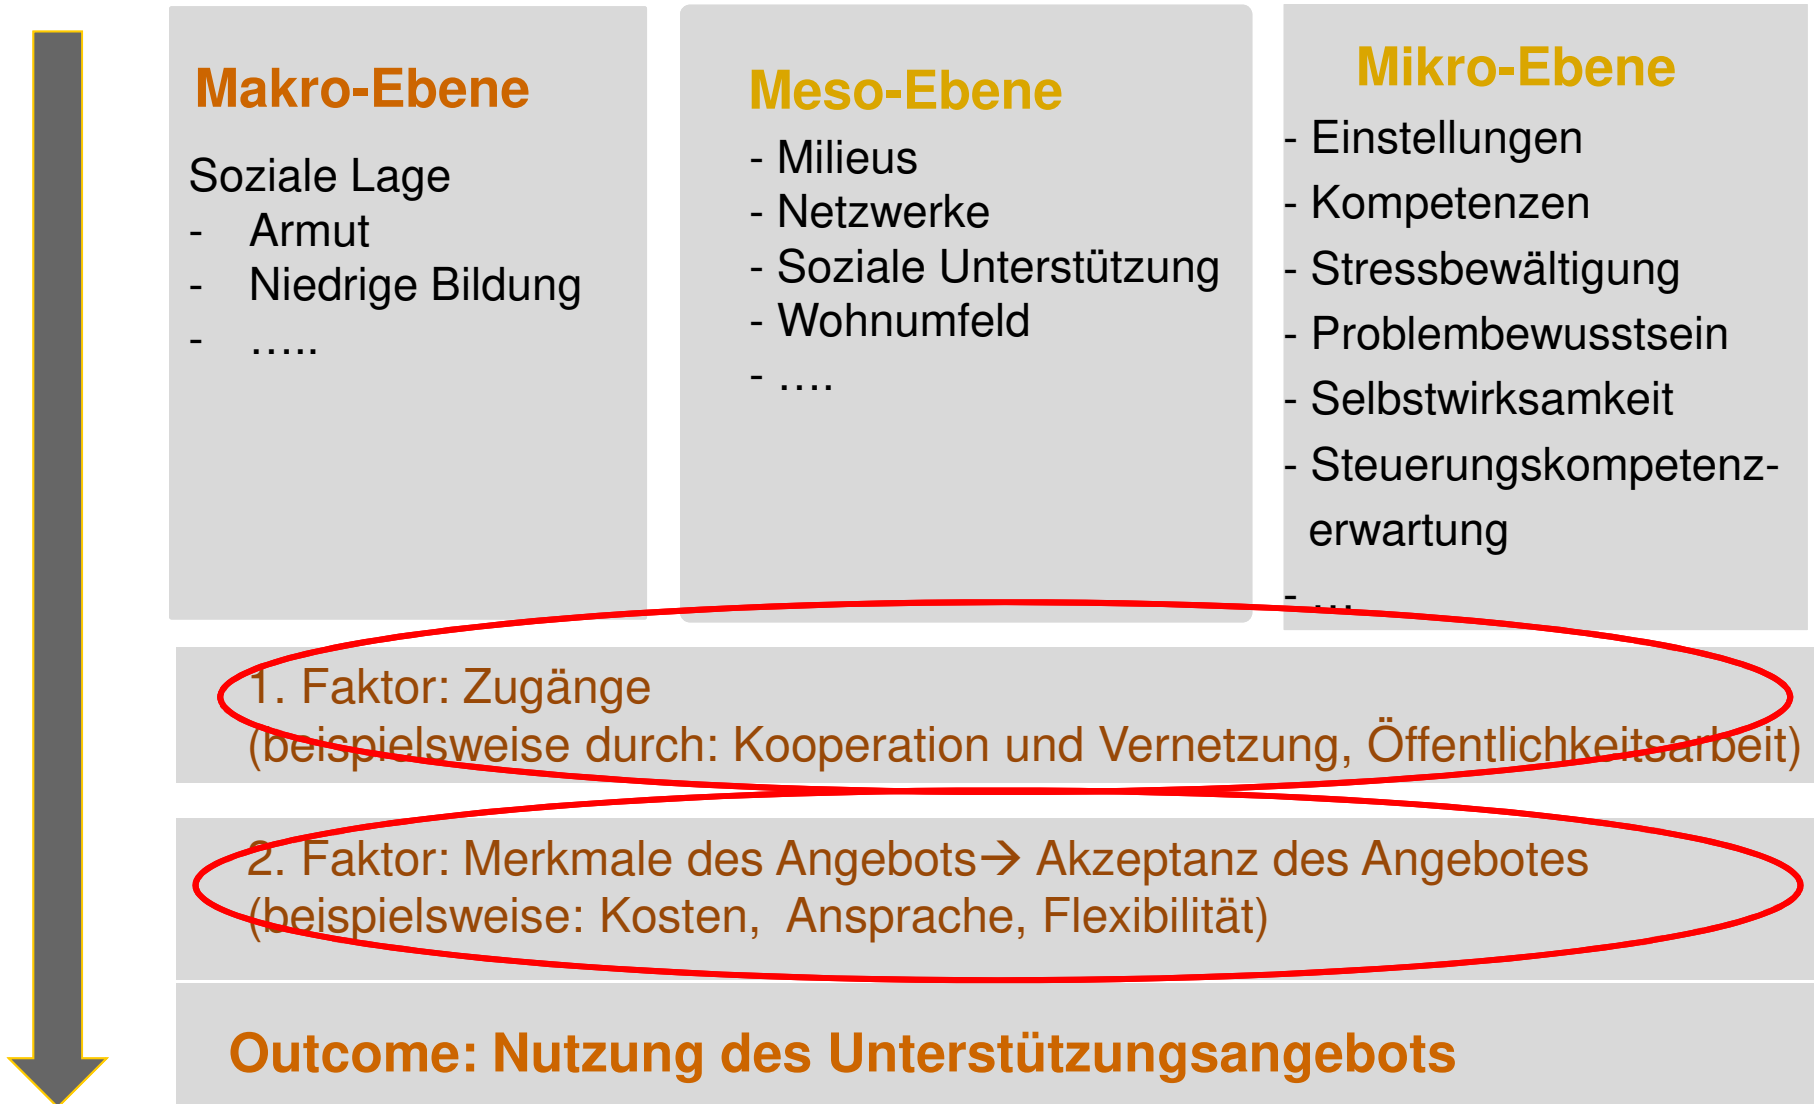 Makro-Ebene
Soziale Lage
- Armut
- Niedrige Bildung
- …..
Meso-Ebene
- Milieus
- Netzwerke
- Soziale Unterstützung
- Wohnumfeld
- ….
Mikro-Ebene
- Einstellungen
- Kompetenzen
- Stressbewältigung
- Problembewusstsein
- Selbstwirksamkeit
- Steuerungskompetenz-
erwartung
- …
1. Faktor: Zugänge
(beispielsweise durch: Kooperation und Vernetzung, Öffentlichkeitsarbeit)
2. Faktor: Merkmale des Angebots→ Akzeptanz des Angebotes
(beispielsweise: Kosten, Ansprache, Flexibilität)
Outcome: Nutzung des Unterstützungsangebots